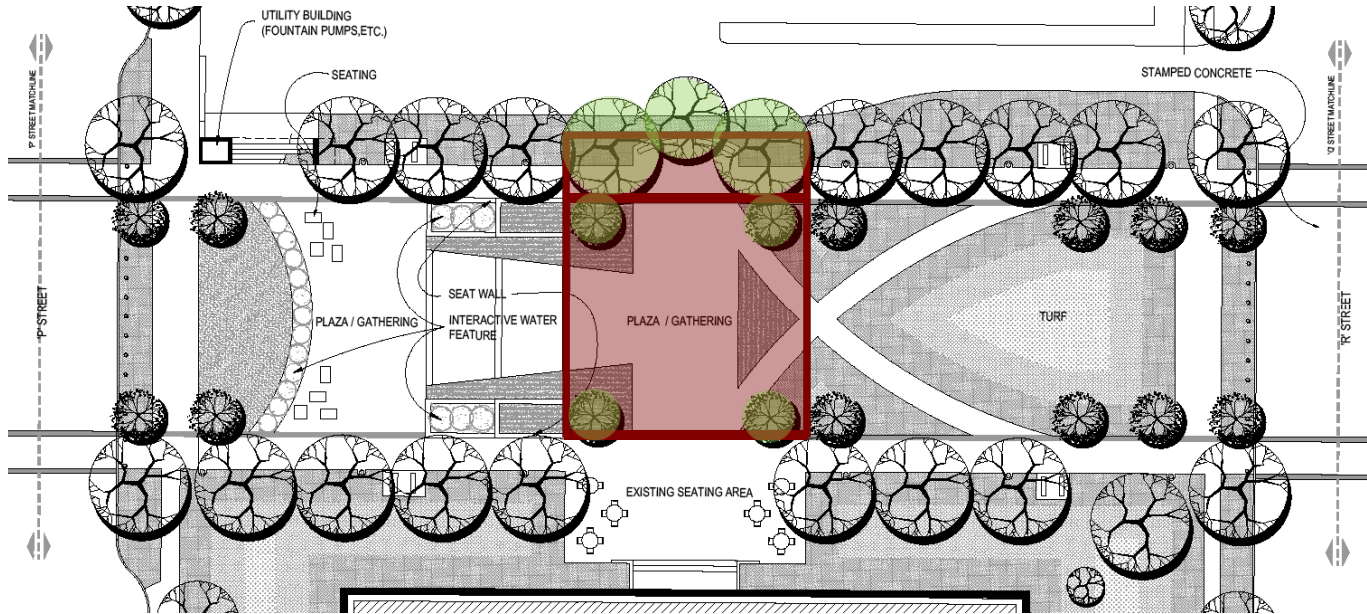 UTILITY BUILDING
(FOUNTAIN PUMPS,ETC.)
SEATING
STAMPED CONCRETE
'P' STREET MATCHLINE
'Q' STREET MATCHLINE
'P' STREET
'R' STREET
SEAT WALL
PLAZA / GATHERING
INTERACTIVE WATER
FEATURE
PLAZA / GATHERING
TURF
EXISTING SEATING AREA